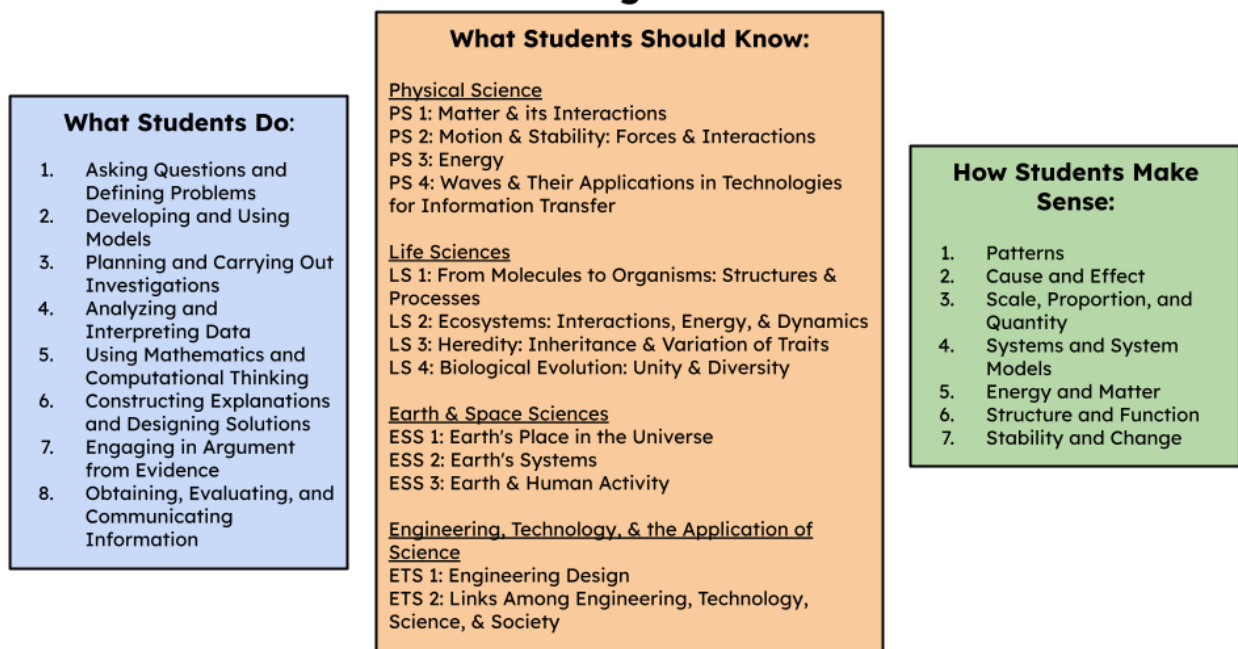 What Students Do:
1. Asking Questions and
Defining Problems
2. Developing and Using
Models
3. Planning and Carrying Out
Investigations
4. Analyzing and
Interpreting Data
5. Using Mathematics and
Computational Thinking
6. Constructing Explanations
and Designing Solutions
7. Engaging in Argument
from Evidence
8. Obtaining, Evaluating, and
Communicating
Information
What Students Should Know:
Physical Science
PS 1: Matter & its Interactions
PS 2: Motion & Stability: Forces & Interactions
PS 3: Energy
PS 4: Waves & Their Applications in Technologies
for Information Transfer
Life Sciences
LS 1: From Molecules to Organisms: Structures &
Processes
LS 2: Ecosystems: Interactions, Energy, & Dynamics
LS 3: Heredity: Inheritance & Variation of Traits
LS 4: Biological Evolution: Unity & Diversity
Earth & Space Sciences
ESS 1: Earth's Place in the Universe
ESS 2: Earth's Systems
ESS 3: Earth & Human Activity
Engineering, Technology, & the Application of
Science
ETS 1: Engineering Design
ETS 2: Links Among Engineering, Technology,
Science, & Society
How Students Make
Sense:
1. Patterns
2. Cause and Effect
3. Scale, Proportion, and
Quantity
4. Systems and System
Models
5. Energy and Matter
6. Structure and Function
7. Stability and Change